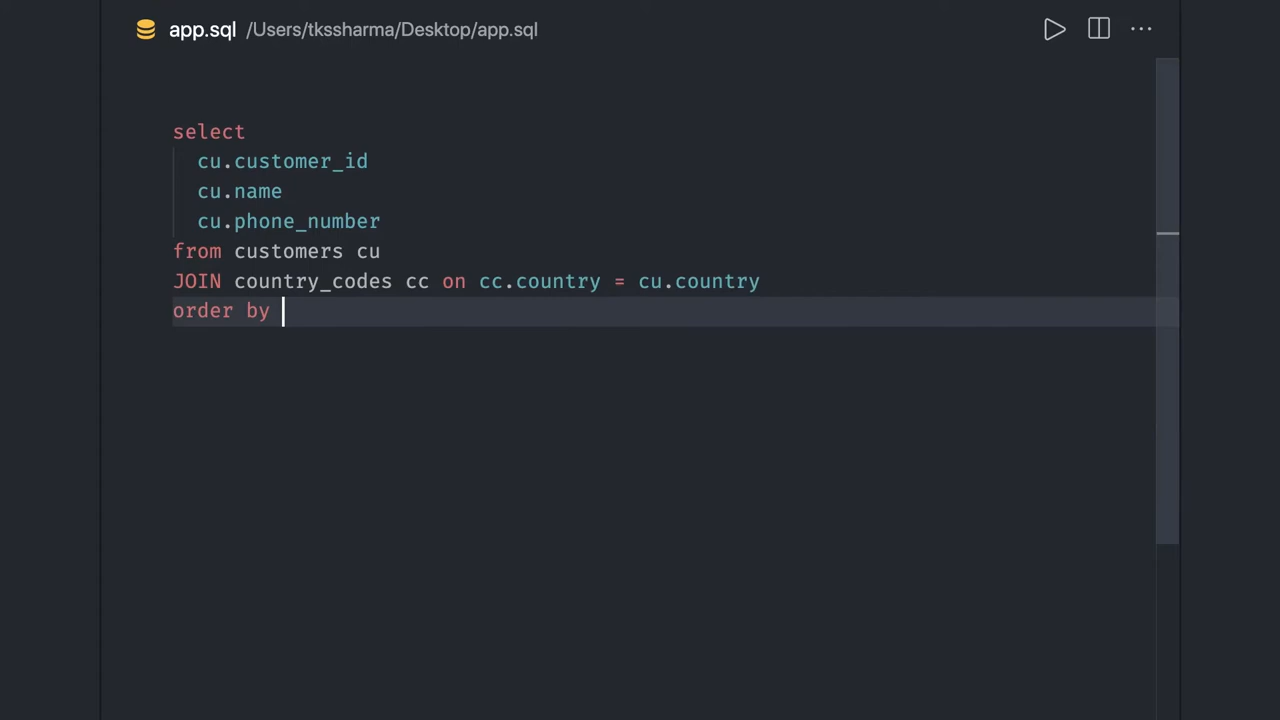 app.sql /Users/tkssharma/Desktop/app.sql
select
cu.customer_id
cu.name
cu.phone_number
from customers cu
JOIN country_codes cc on cc.country = cu.country
order by